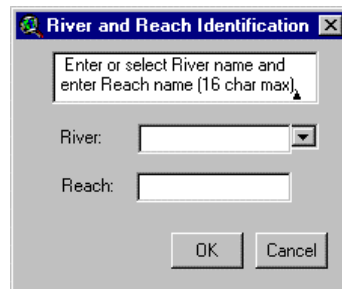 River and Reach Identification
Enter or select River name and
enter Reach name (16 char max)
River:
Reach:
OK Cancel